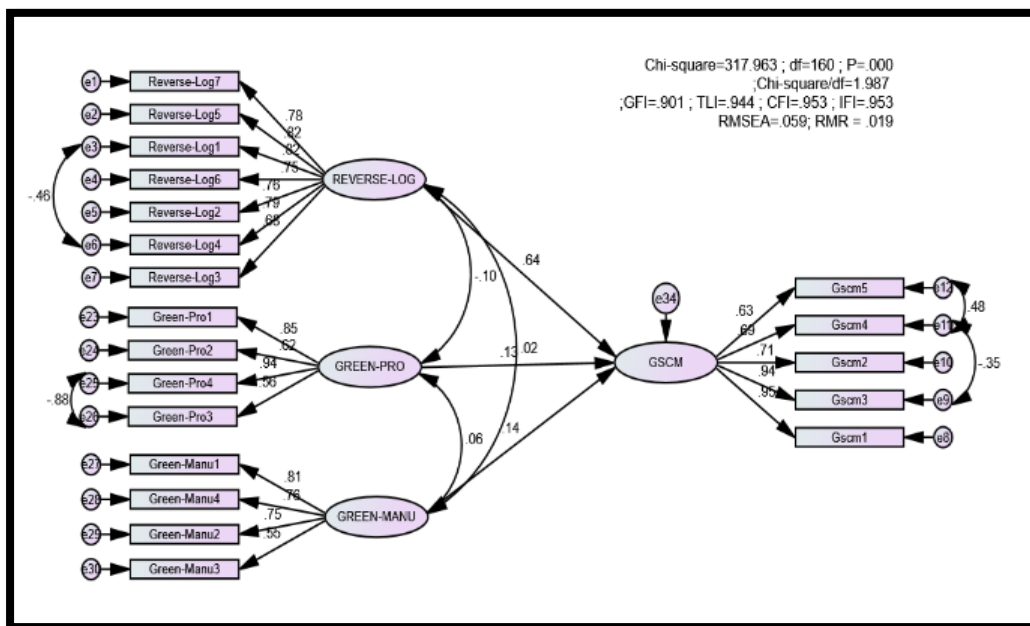 Chi-square=317.963 ; df=160 ; P=.000
;Chi-square/df=1.987
;GFI=.901 ; TLI=.944 ; CFI=.953 ; IFI=.953
RMSEA=.059; RMR = .019
e1 Reverse-Log7
.78
e2 Reverse-Log5
.82
e3 Reverse-Log1
.82
e4 Reverse-Log6
.75
e5 Reverse-Log2
.76
e6 Reverse-Log4
.79
e7 Reverse-Log3
.68
-.46
REVERSE-LOG
e23 Green-Pro1
.85
e24 Green-Pro2
.62
e25 Green-Pro4
.94
e26 Green-Pro3
.56
-.88
GREEN-PRO
e27 Green-Manu1
.81
e28 Green-Manu4
.76
e29 Green-Manu2
.75
e30 Green-Manu3
.55
GREEN-MANU
-.10
.64
.13
.02
.06
.14
e34
GSCM
.63
Gscm5 e12
.69
Gscm4 e11
.71
Gscm2 e10
.94
Gscm3 e9
.95
Gscm1 e8
.48
-.35